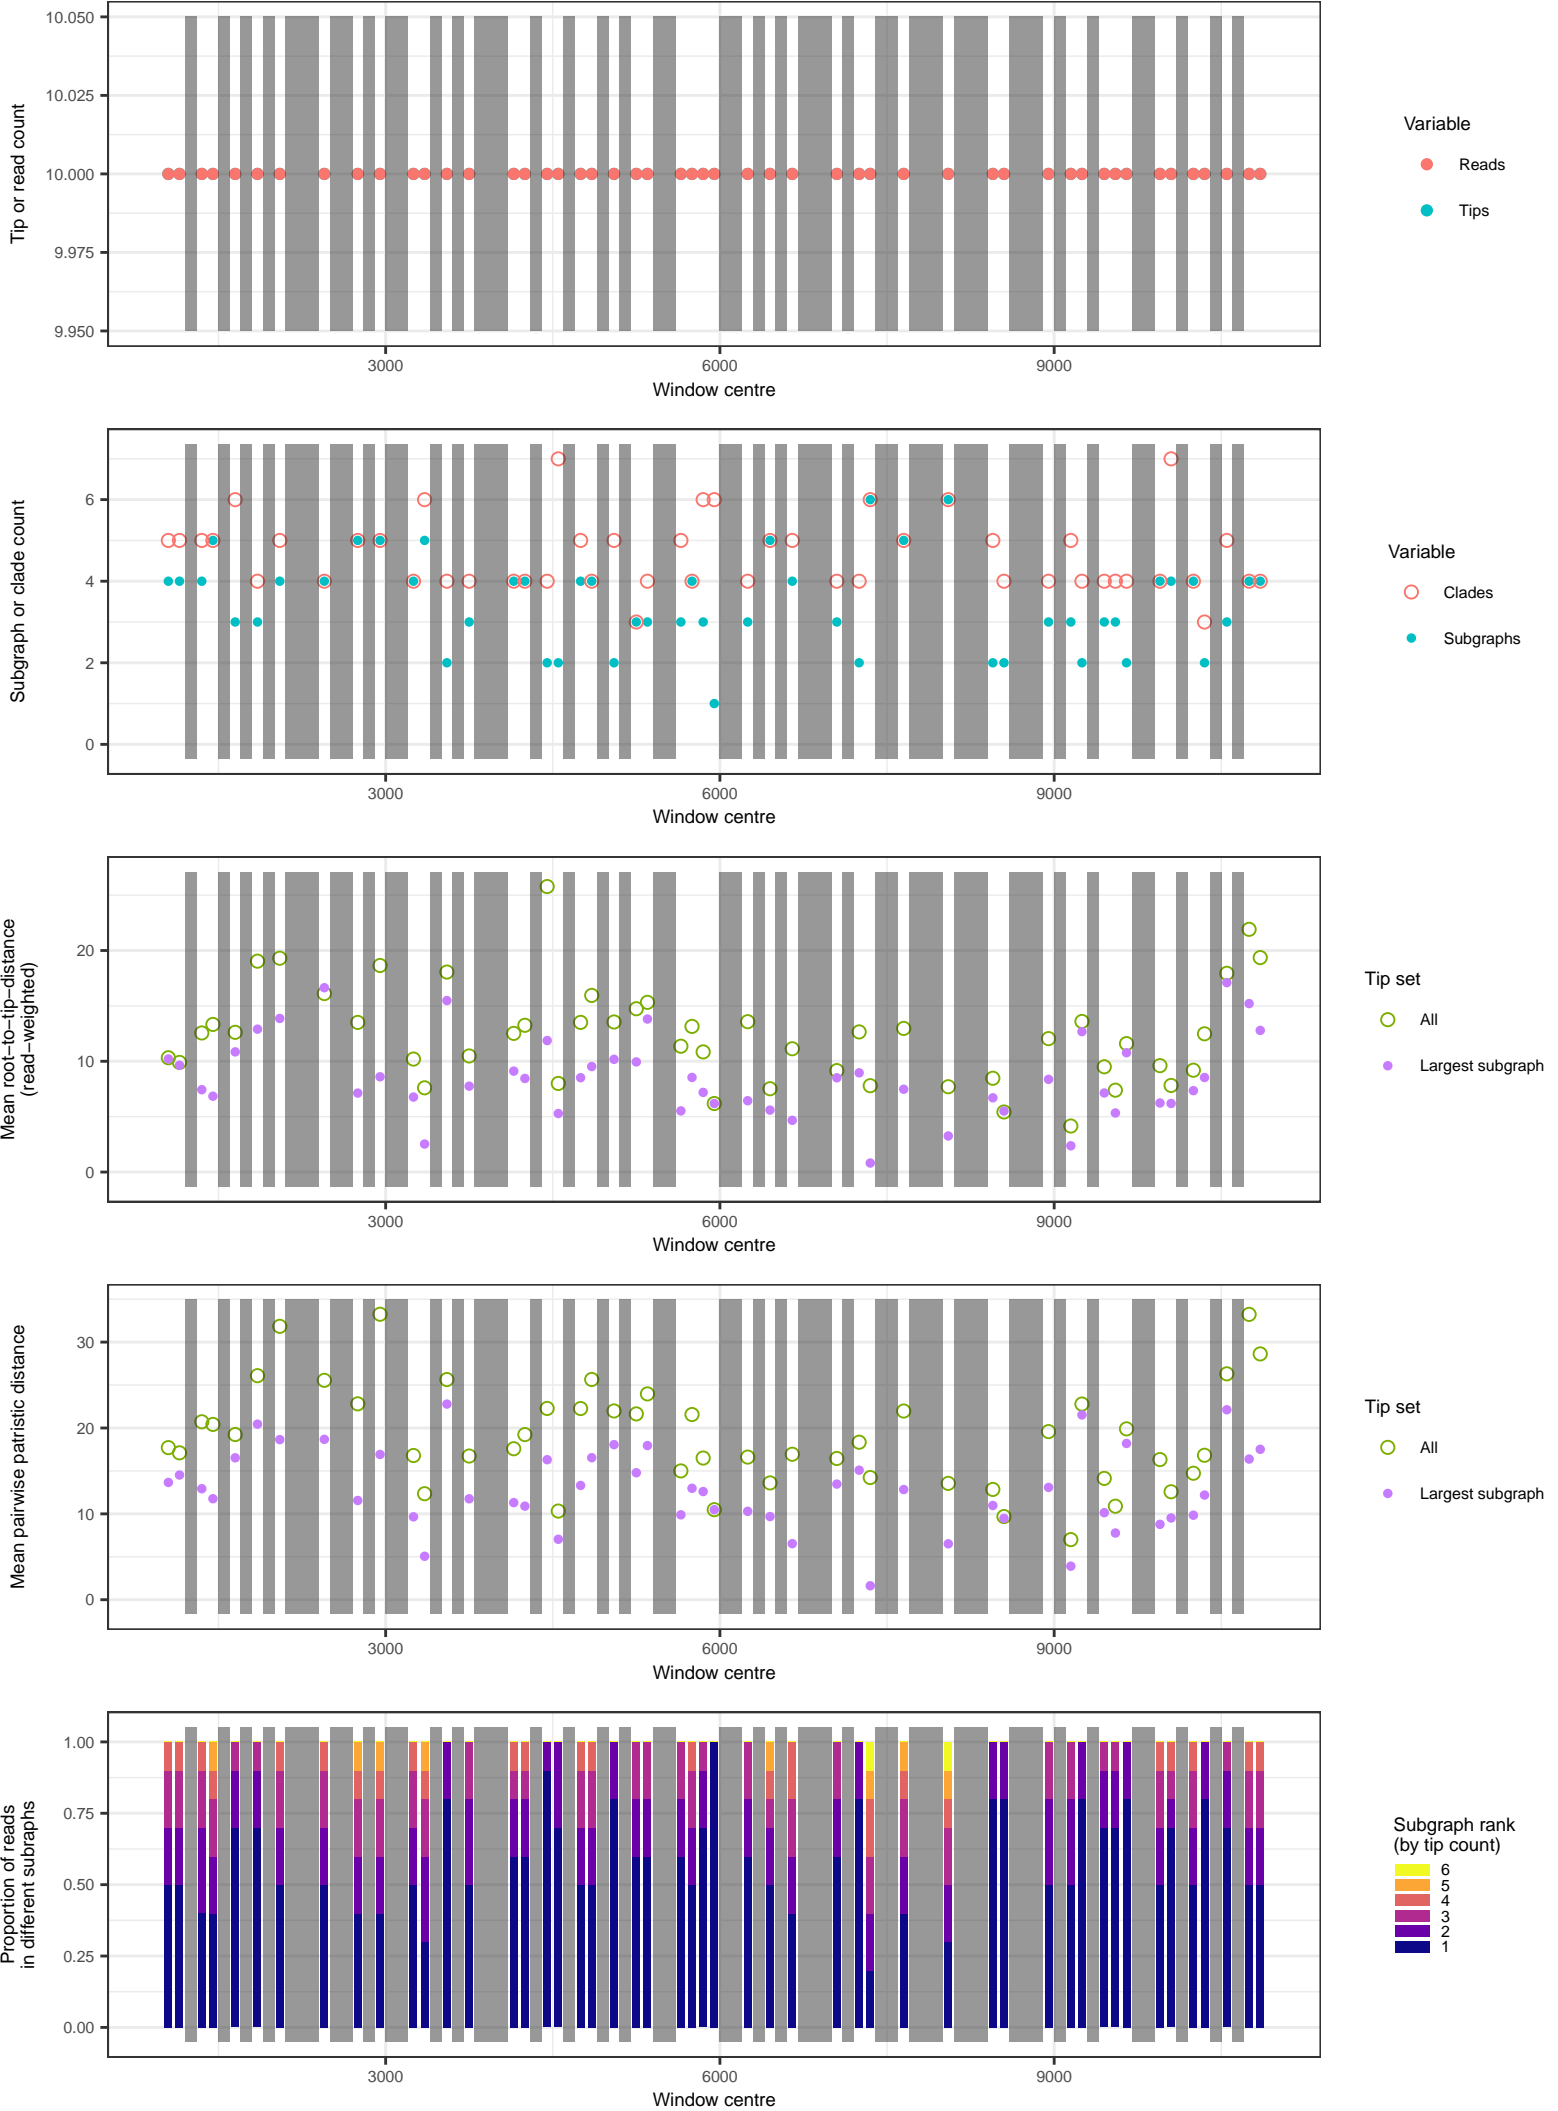 10.050
10.025
10.000
9.975
9.950
Tip or read count
3000
6000
9000
Window centre
Variable
Reads
Tips
6
4
2
0
Subgraph or clade count
3000
6000
9000
Window centre
Variable
Clades
Subgraphs
20
10
0
Mean root−to−tip−distance
(read−weighted)
3000
6000
9000
Window centre
Tip set
All
Largest subgraph
30
20
10
0
Mean pairwise patristic distance
3000
6000
9000
Window centre
Tip set
All
Largest subgraph
1.00
0.75
0.50
0.25
0.00
Proportion of reads
in different subraphs
3000
6000
9000
Window centre
Subgraph rank
(by tip count)
6
5
4
3
2
1